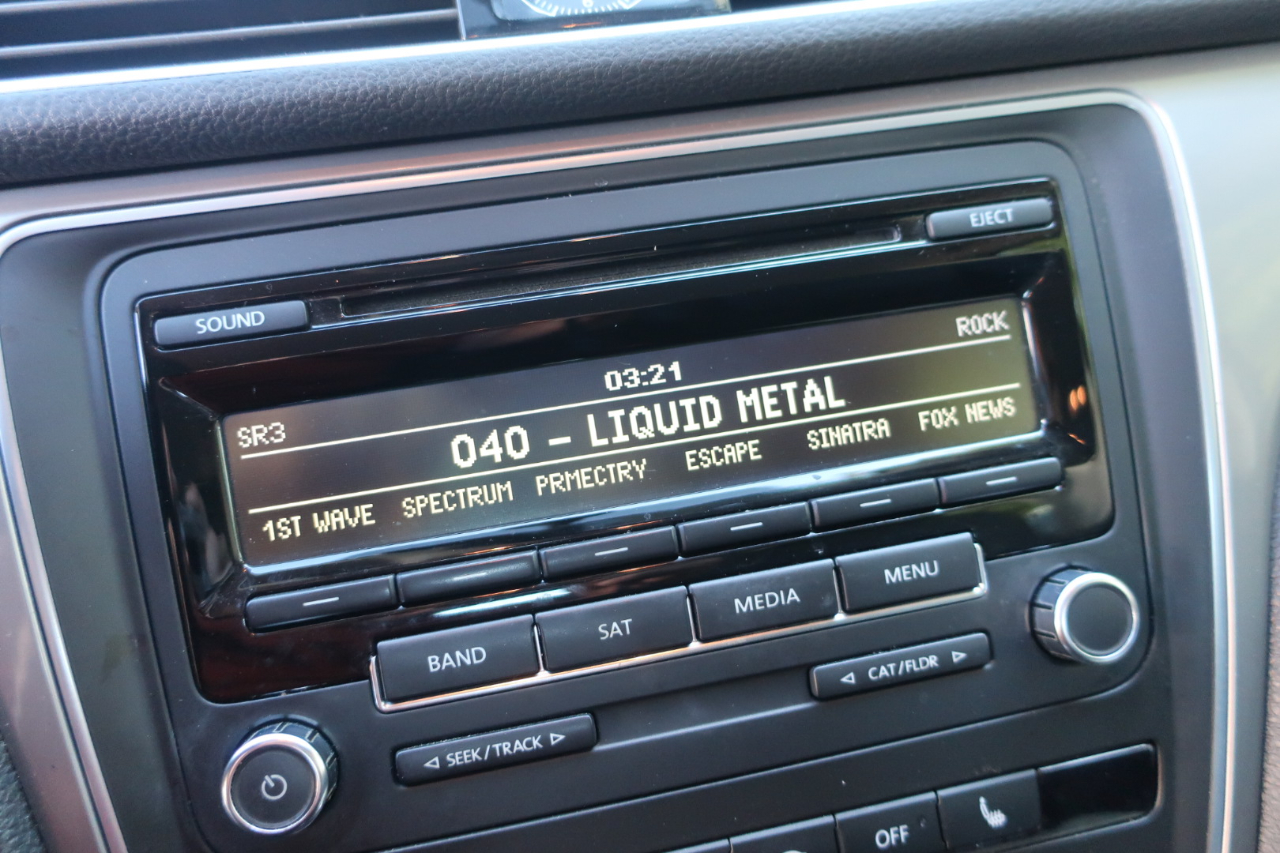 EJECT
SOUND
ROCK
03:21
SR3
040 - LIQUID METAL
1ST WAVE SPECTRUM PRMECTRY ESCAPE SINATRA FOX NEWS
BAND SAT MEDIA MENU
CAT/FLDR
SEEK/TRACK
OFF